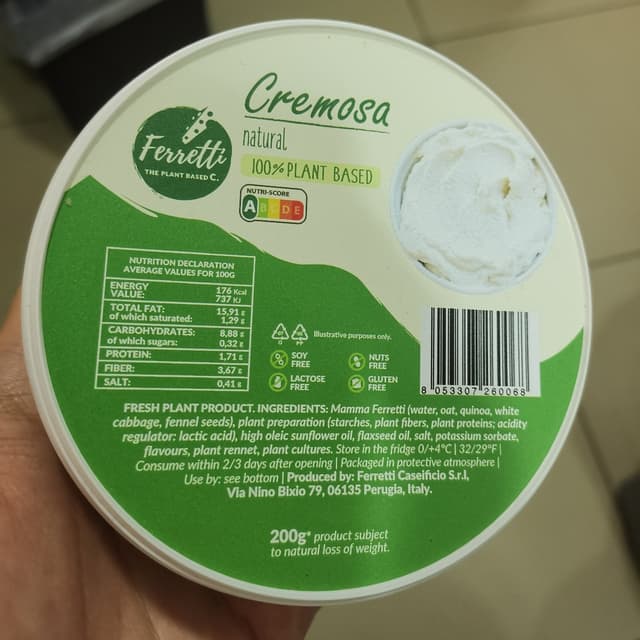 Cremosa
natural
100% PLANT BASED
Ferretti
THE PLANT BASED C.
NUTRI-SCORE
A B C D E
NUTRITION DECLARATION
AVERAGE VALUES FOR 100G
ENERGY VALUE: 176 Kcal
737 KJ
TOTAL FAT: 15,91 g
of which saturated: 1,29 g
CARBOHYDRATES: 8,88 g
of which sugars: 0,32 g
PROTEIN: 1,71 g
FIBER: 3,67 g
SALT: 0,41 g
Illustrative purposes only.
SOY FREE
NUTS FREE
LACTOSE FREE
GLUTEN FREE
8 053307 260068
FRESH PLANT PRODUCT. INGREDIENTS: Mamma Ferretti (water, oat, quinoa, white
cabbage, fennel seeds), plant preparation (starches, plant fibers, plant proteins; acidity
regulator: lactic acid), high oleic sunflower oil, flaxseed oil, salt, potassium sorbate,
flavours, plant rennet, plant cultures. Store in the fridge 0/+4°C | 32/29°F |
Consume within 2/3 days after opening | Packaged in protective atmosphere |
Use by: see bottom | Produced by: Ferretti Caseificio S.r.l,
Via Nino Bixio 79, 06135 Perugia, Italy.
200g* product subject
to natural loss of weight.